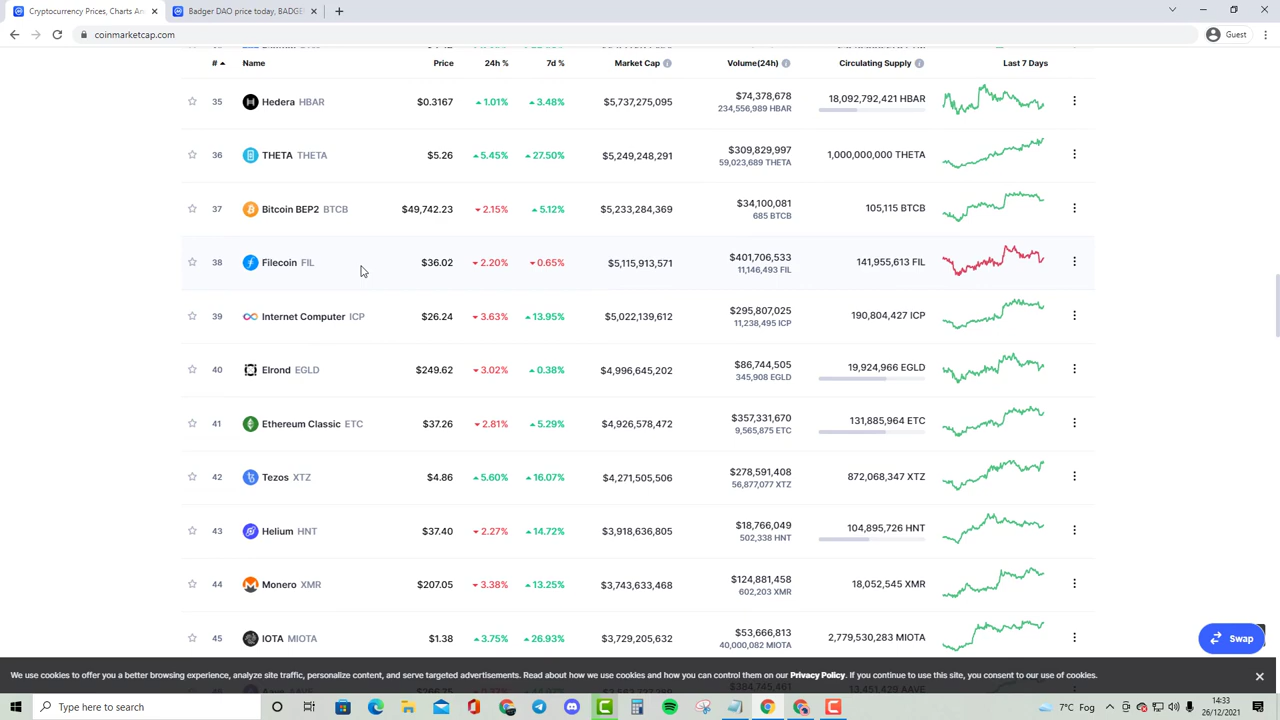 Cryptocurrency Prices, Charts An
Badger DAO price today, BADGE
coinmarketcap.com
Guest
# Name Price 24h % 7d % Market Cap Volume(24h) Circulating Supply Last 7 Days
35 Hedera HBAR $0.3167 1.01% 3.48% $5,737,275,095 $74,378,678 18,092,792,421 HBAR
234,556,989 HBAR
36 THETA THETA $5.26 5.45% 27.50% $5,249,248,291 $309,829,997 1,000,000,000 THETA
59,023,689 THETA
37 Bitcoin BEP2 BTCB $49,742.23 2.15% 5.12% $5,233,284,369 $34,100,081 105,115 BTCB
685 BTCB
38 Filecoin FIL $36.02 2.20% 0.65% $5,115,913,571 $401,706,533 141,955,613 FIL
11,146,493 FIL
39 Internet Computer ICP $26.24 3.63% 13.95% $5,022,139,612 $295,807,025 190,804,427 ICP
11,238,495 ICP
40 Elrond EGLD $249.62 3.02% 0.38% $4,996,645,202 $86,744,505 19,924,966 EGLD
345,908 EGLD
41 Ethereum Classic ETC $37.26 2.81% 5.29% $4,926,578,472 $357,331,670 131,885,964 ETC
9,565,875 ETC
42 Tezos XTZ $4.86 5.60% 16.07% $4,271,505,506 $278,591,408 872,068,347 XTZ
56,877,077 XTZ
43 Helium HNT $37.40 2.27% 14.72% $3,918,636,805 $18,766,049 104,895,726 HNT
502,338 HNT
44 Monero XMR $207.05 3.38% 13.25% $3,743,633,468 $124,881,458 18,052,545 XMR
602,203 XMR
45 IOTA MIOTA $1.38 3.75% 26.93% $3,729,205,632 $53,666,813 2,779,530,283 MIOTA
40,000,082 MIOTA
Swap
We use cookies to offer you a better browsing experience, analyze site traffic, personalize content, and serve targeted advertisements. Read about how we use cookies and how you can control them on our Privacy Policy. If you continue to use this site, you consent to our use of cookies.
Type here to search
7°C Fog
14:33
26/12/2021